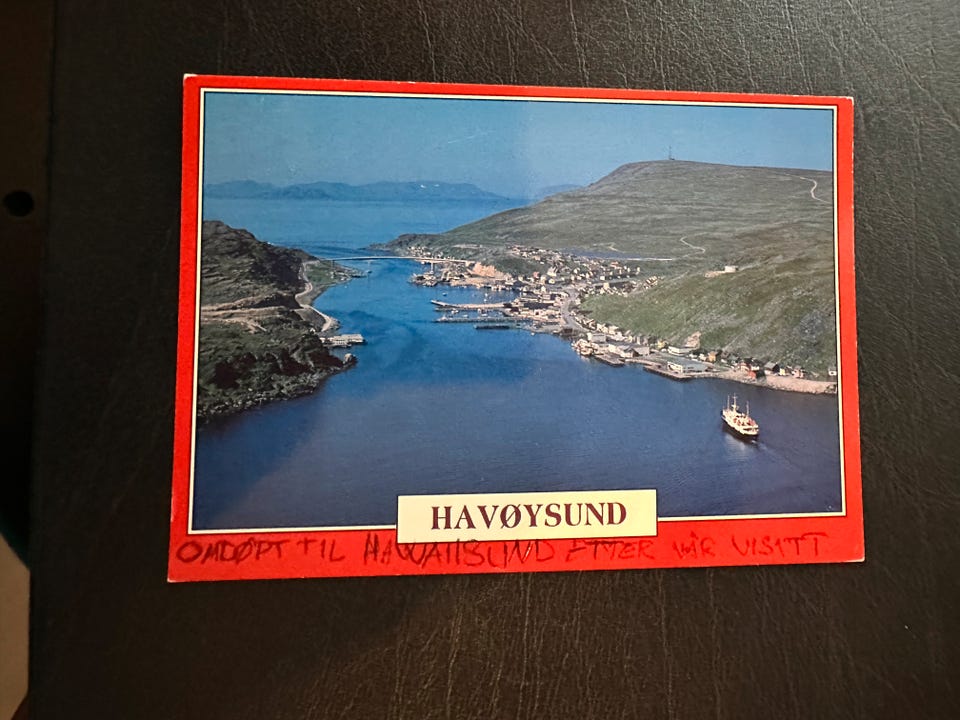 HAVØYSUND
OMDØPT TIL HAWAIISUND ETTER VÅR VISITT